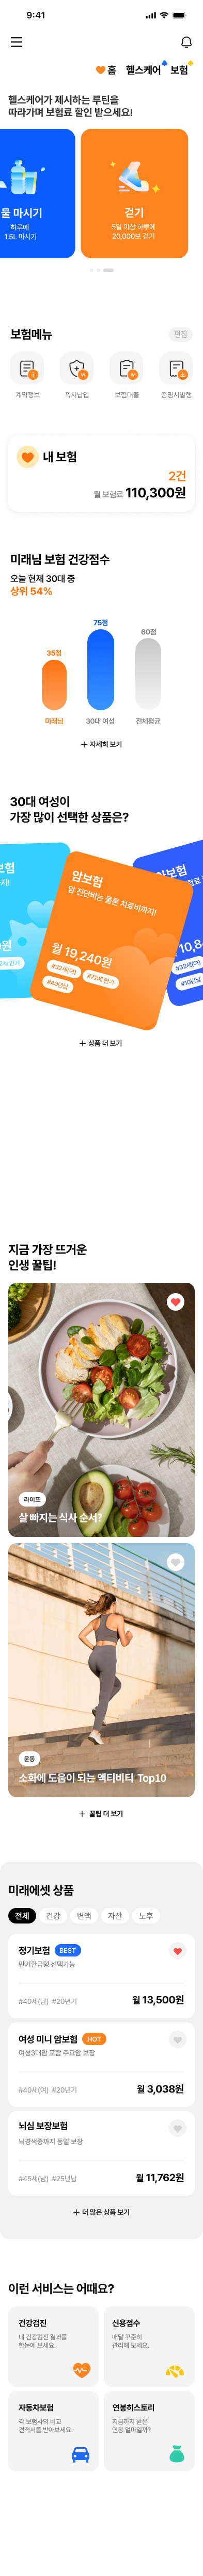 9:41
홈 헬스케어 보험
헬스케어가 제시하는 루틴을
따라가며 보험료 할인 받으세요!
물 마시기
하루에
1.5L 마시기
걷기
5일 이상 하루에
20,000보 걷기
보험메뉴
편집
계약정보
즉시납입
보험대출
증명서발행
내 보험
2건
월 보험료 110,300원
미래님 보험 건강점수
오늘 현재 30대 중
상위 54%
35점
75점
60점
미래님
30대 여성
전체평균
+ 자세히 보기
30대 여성이
가장 많이 선택한 상품은?
암보험
암 진단비는 물론 치료비까지!
월 19,240원
#32세(여)
#72세 만기
#40년납
#32세(여)
#10년납
+ 상품 더 보기
지금 가장 뜨거운
인생 꿀팁!
라이프
살 빠지는 식사 순서?
운동
소화에 도움이 되는 액티비티 Top10
+ 꿀팁 더 보기
미래에셋 상품
전체
건강
변액
자산
노후
정기보험 BEST
만기환급형 선택가능
#40세(남) #20년기
월 13,500원
여성 미니 암보험 HOT
여성3대암 포함 주요암 보장
#40세(여) #20년기
월 3,038원
뇌심 보장보험
뇌경색증까지 동일 보장
#45세(남) #25년납
월 11,762원
+ 더 많은 상품 보기
이런 서비스는 어때요?
건강검진
내 건강검진 결과를
한눈에 보세요.
신용점수
매달 꾸준히
관리해 보세요.
자동차보험
각 보험사의 비교
견적서를 받아보세요.
연봉히스토리
지금까지 받은
연봉 얼마일까?